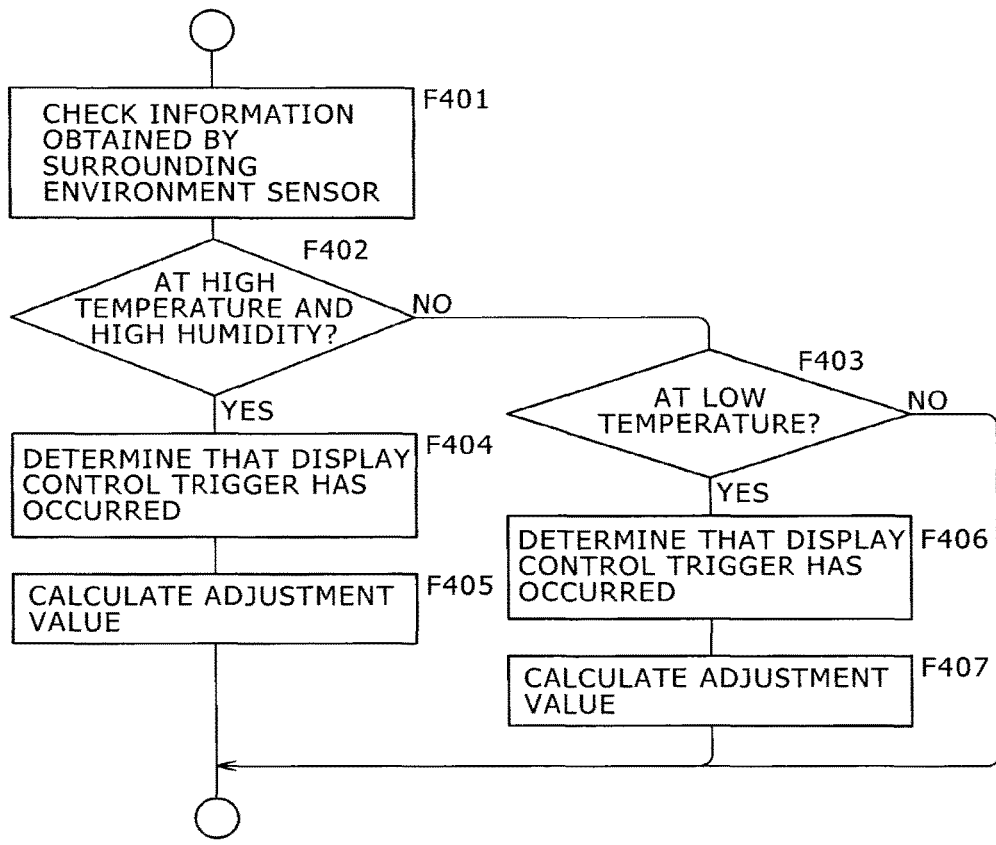 F401
CHECK INFORMATION
OBTAINED BY
SURROUNDING
ENVIRONMENT SENSOR
F402
AT HIGH
TEMPERATURE AND
HIGH HUMIDITY?
NO
YES
F403
AT LOW
TEMPERATURE?
NO
YES
F404
DETERMINE THAT DISPLAY
CONTROL TRIGGER HAS
OCCURRED
F405
CALCULATE ADJUSTMENT
VALUE
F406
DETERMINE THAT DISPLAY
CONTROL TRIGGER HAS
OCCURRED
F407
CALCULATE ADJUSTMENT
VALUE